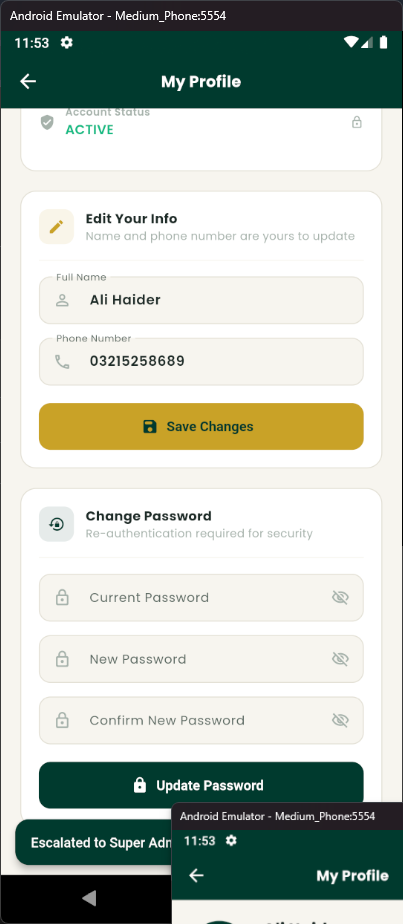 Android Emulator - Medium_Phone:5554
11:53
My Profile
Account Status
ACTIVE
Edit Your Info
Name and phone number are yours to update
Full Name
Ali Haider
Phone Number
03215258689
Save Changes
Change Password
Re-authentication required for security
Current Password
New Password
Confirm New Password
Update Password
Escalated to Super
Android Emulator - Medium_Phone:5554
11:53
My Profile